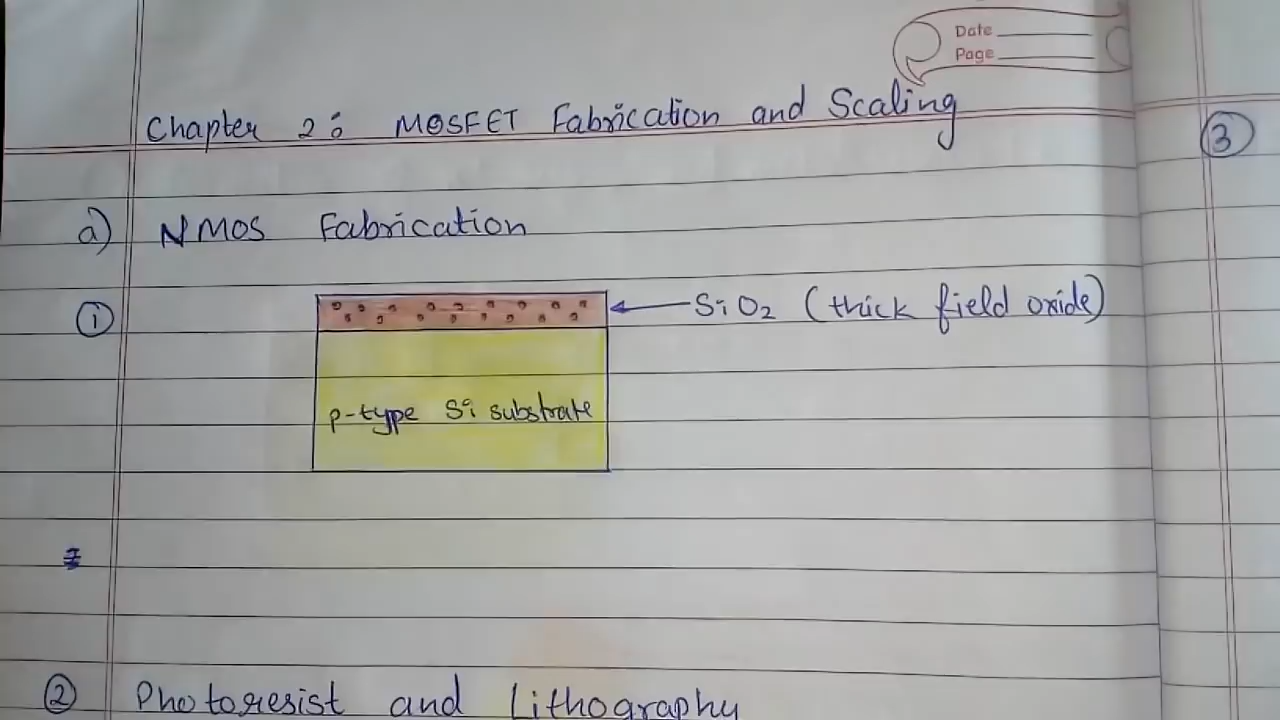 Date
Page
Chapter 2: MOSFET Fabrication and Scaling
③
a) NMOS Fabrication
①
SiO2 (thick field oxide)
p-type Si substrate
② Photoresist and Lithography